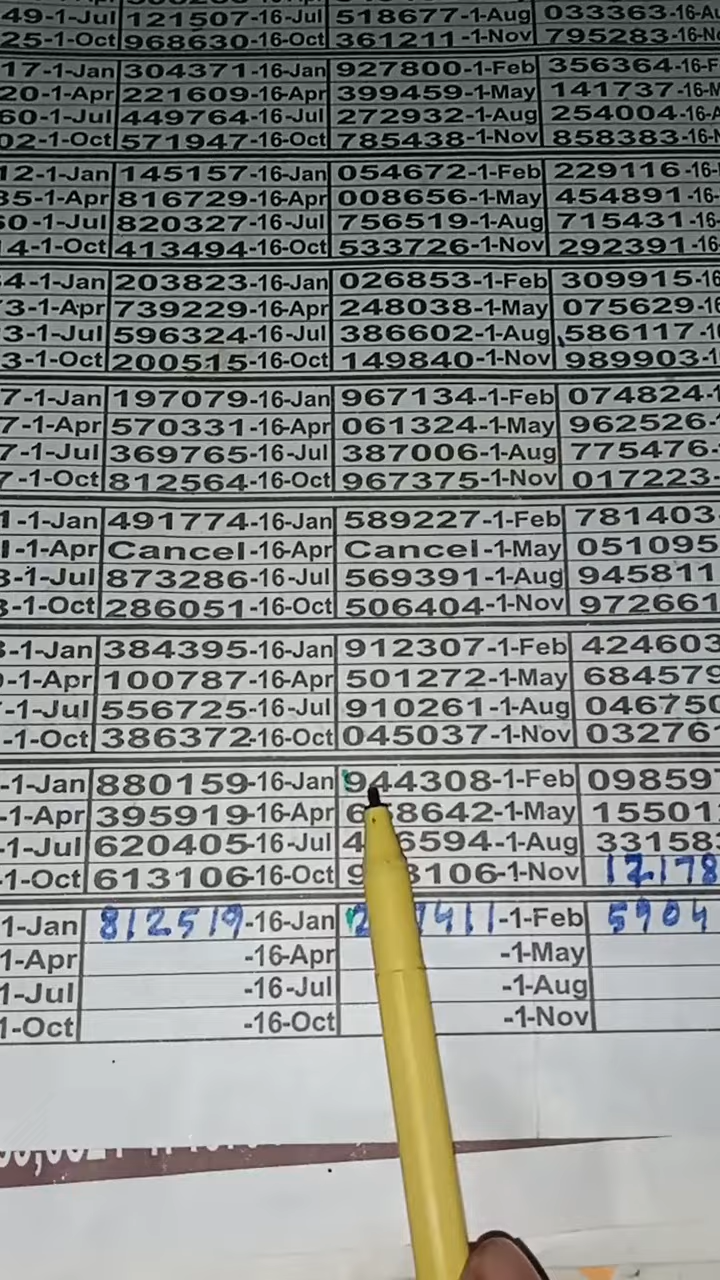 49-1-Jul 121507-16-Jul 518677-1-Aug 033363-16-Au
25-1-Oct 968630-16-Oct 361211-1-Nov 795283-16-No
17-1-Jan 304371-16-Jan 927800-1-Feb 356364-16-F
20-1-Apr 221609-16-Apr 399459-1-May 141737-16-M
60-1-Jul 449764-16-Jul 272932-1-Aug 254004-16-A
02-1-Oct 571947-16-Oct 785438-1-Nov 858383-16-N
12-1-Jan 145157-16-Jan 054672-1-Feb 229116-16-
35-1-Apr 816729-16-Apr 008656-1-May 454891-16-
60-1-Jul 820327-16-Jul 756519-1-Aug 715431-16-
14-1-Oct 413494-16-Oct 533726-1-Nov 292391-16
34-1-Jan 203823-16-Jan 026853-1-Feb 309915-16
73-1-Apr 739229-16-Apr 248038-1-May 075629-1
3-1-Jul 596324-16-Jul 386602-1-Aug 586117-1
3-1-Oct 200515-16-Oct 149840-1-Nov 989903-1
7-1-Jan 197079-16-Jan 967134-1-Feb 074824-1
7-1-Apr 570331-16-Apr 061324-1-May 962526-
7-1-Jul 369765-16-Jul 387006-1-Aug 775476-
7-1-Oct 812564-16-Oct 967375-1-Nov 017223-
1-1-Jan 491774-16-Jan 589227-1-Feb 781403
1-1-Apr Cancel-16-Apr Cancel-1-May 051095
3-1-Jul 873286-16-Jul 569391-1-Aug 945811
3-1-Oct 286051-16-Oct 506404-1-Nov 972661
-1-Jan 384395-16-Jan 912307-1-Feb 424603
-1-Apr 100787-16-Apr 501272-1-May 684579
-1-Jul 556725-16-Jul 910261-1-Aug 046750
-1-Oct 386372-16-Oct 045037-1-Nov 03276
-1-Jan 880159-16-Jan 944308-1-Feb 09859
-1-Apr 395919-16-Apr 8642-1-May 15501
-1-Jul 620405-16-Jul 6594-1-Aug 33158
-1-Oct 613106-16-Oct 3106-1-Nov 12178
1-Jan 812519-16-Jan 411-1-Feb 5904
1-Apr -16-Apr -1-May
1-Jul -16-Jul -1-Aug
1-Oct -16-Oct -1-Nov